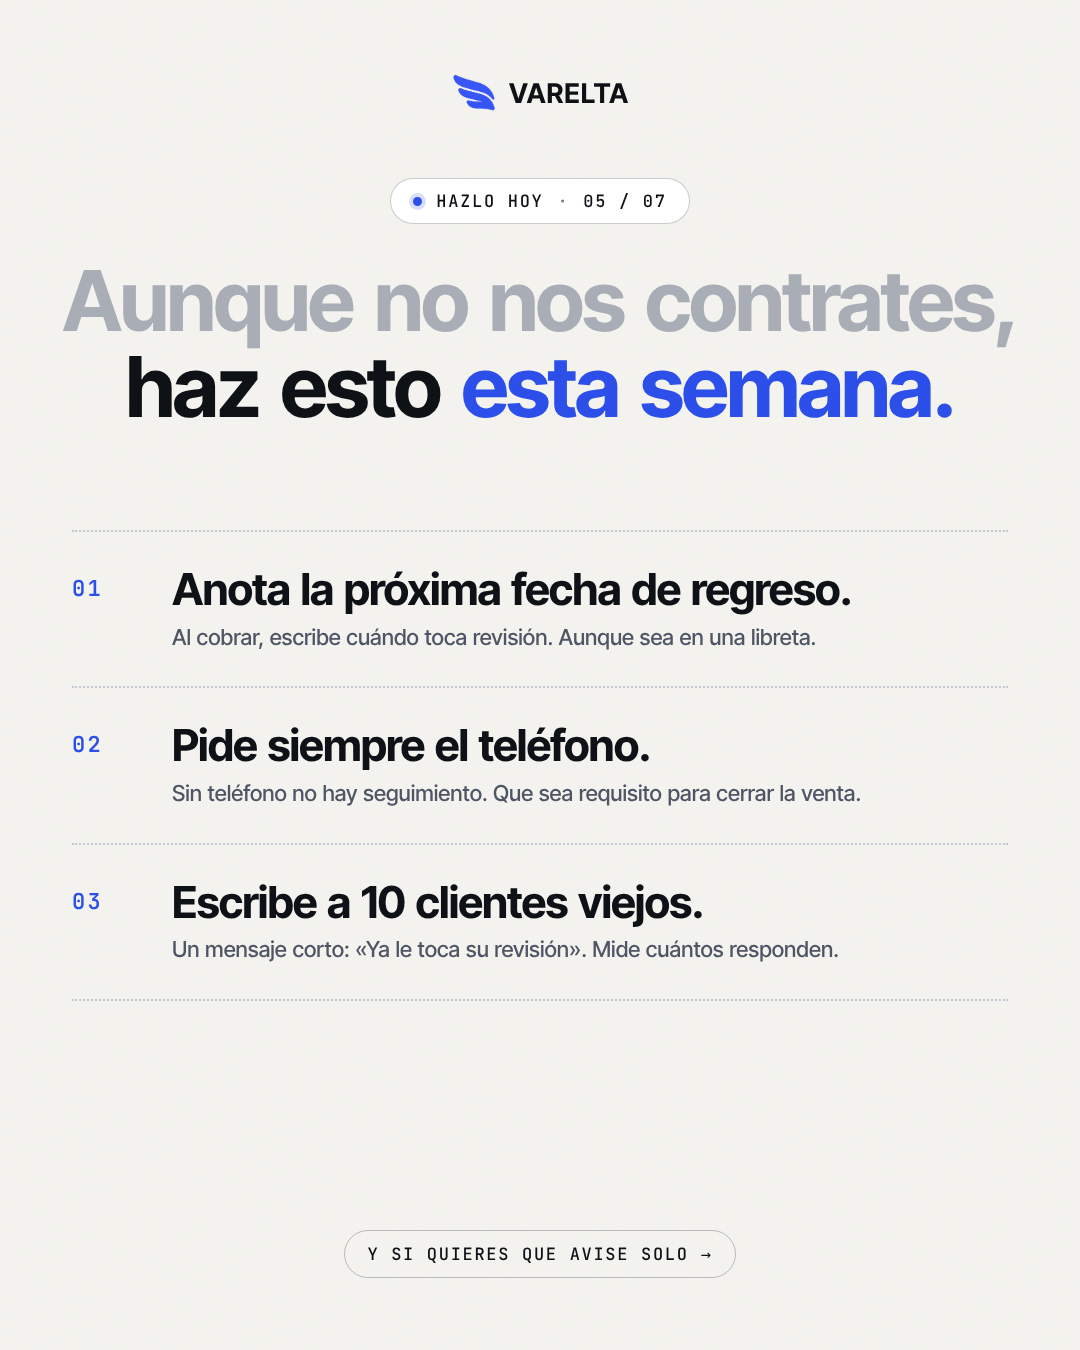 VARELTA
HAZLO HOY · 05 / 07
Aunque no nos contrates,
haz esto esta semana.
01
Anota la próxima fecha de regreso.
Al cobrar, escribe cuándo toca revisión. Aunque sea en una libreta.
02
Pide siempre el teléfono.
Sin teléfono no hay seguimiento. Que sea requisito para cerrar la venta.
03
Escribe a 10 clientes viejos.
Un mensaje corto: «Ya le toca su revisión». Mide cuántos responden.
Y SI QUIERES QUE AVISE SOLO →